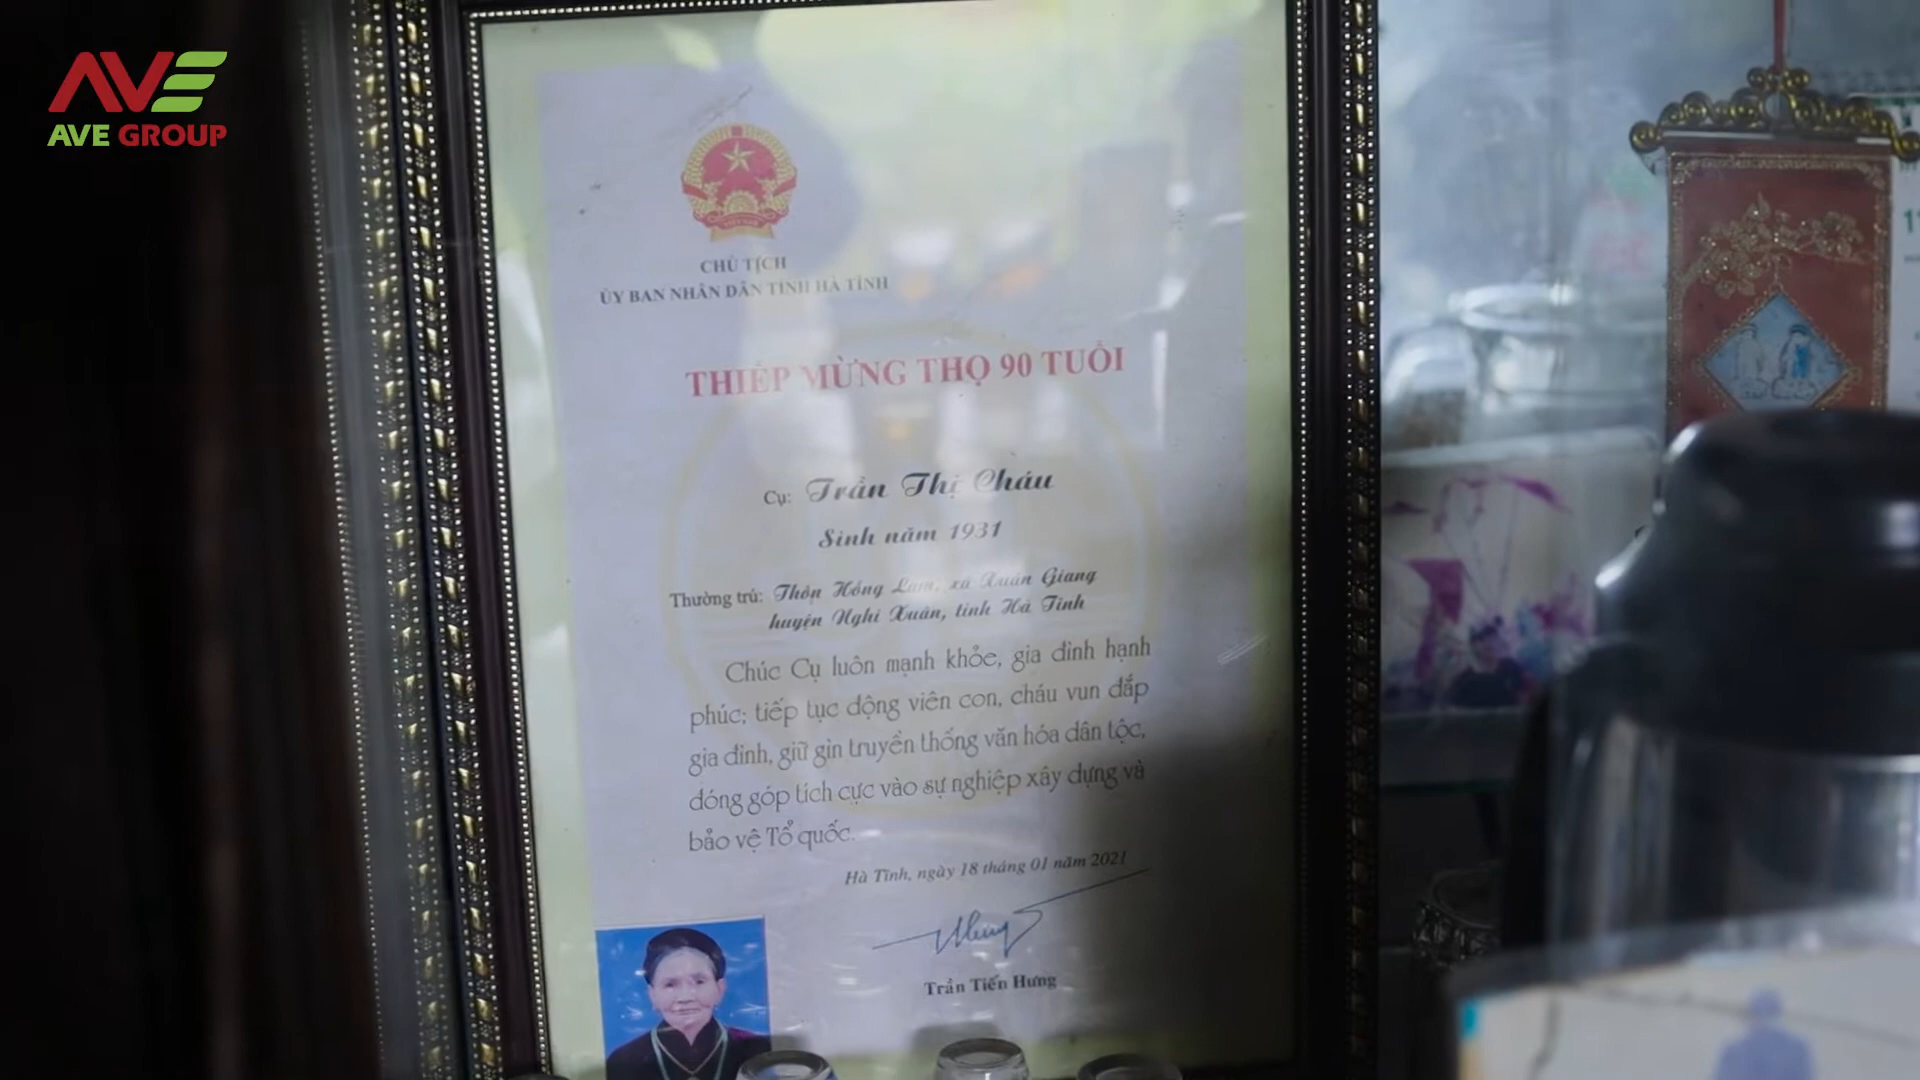 AVE
AVE GROUP
CHỦ TỊCH
ỦY BAN NHÂN DÂN TỈNH HÀ TĨNH
THIẾP MỪNG THỌ 90 TUỔI
Cụ: Trần Thị Cháu
Sinh năm 1931
Thường trú: Thôn Hồng Lam, xã Xuân Giang
huyện Nghi Xuân, tỉnh Hà Tĩnh
Chúc Cụ luôn mạnh khỏe, gia đình hạnh
phúc; tiếp tục động viên con, cháu vun đắp
gia đình, giữ gìn truyền thống văn hóa dân tộc,
đóng góp tích cực vào sự nghiệp xây dựng và
bảo vệ Tổ quốc.
Hà Tĩnh, ngày 18 tháng 01 năm 2021
Trần Tiến Hưng